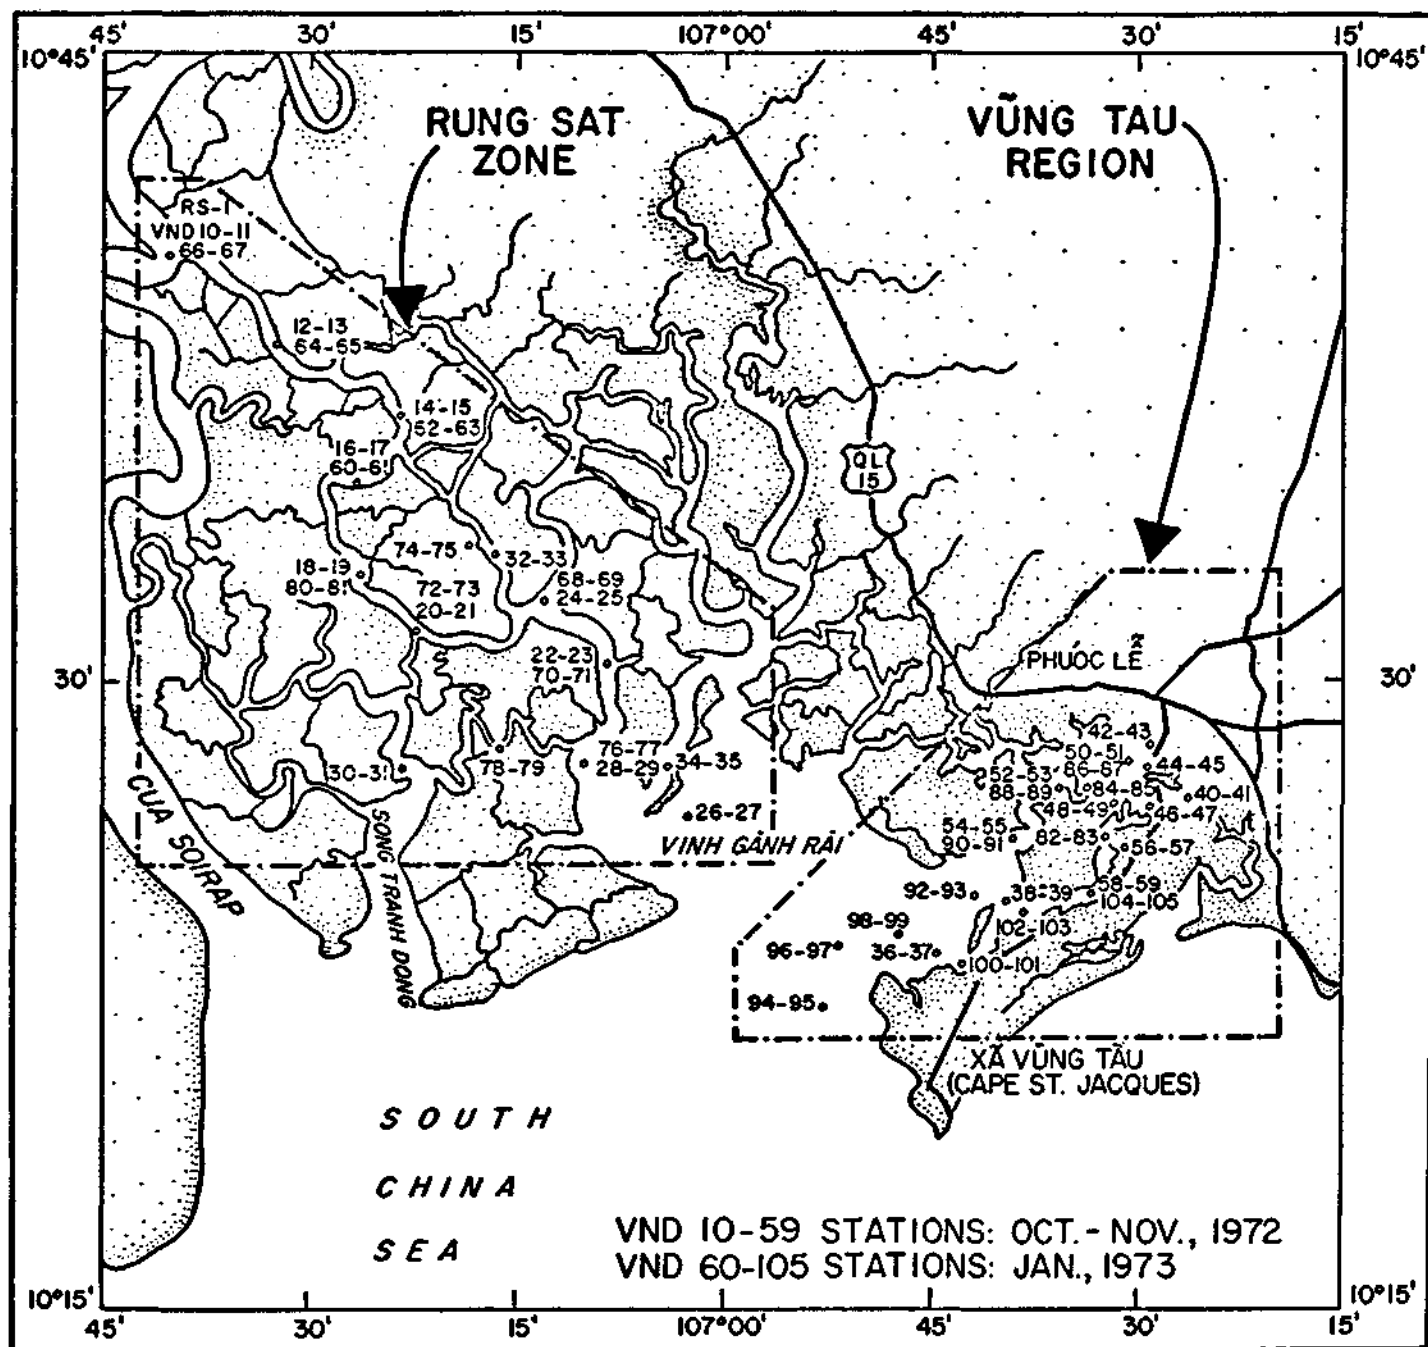 45' 30' 15' 107°00' 45' 30' 15'
10°45' 10°45'
RUNG SAT
ZONE
VŨNG TAU
REGION
RS-1
VND 10-11
66-67
12-13
64-65
14-15
62-63
16-17
60-61
QL
15
74-75
32-33
18-19
80-81
72-73
20-21
68-69
24-25
22-23
70-71
PHƯỚC LỄ
30' 30'
42-43
50-51
86-87
44-45
52-53
88-89
84-85
40-41
48-49
46-47
76-77
28-29
34-35
78-79
30-31
26-27
54-55
90-91
82-83
56-57
VINH GÀNH RÁI
CUA SOIRAP
SONG TRANH DONG
92-93
38-39
58-59
104-105
102-103
98-99
96-97
36-37
100-101
94-95
XÃ VŨNG TÀU
(CAPE ST. JACQUES)
SOUTH
CHINA
SEA
VND 10-59 STATIONS: OCT.-NOV., 1972
VND 60-105 STATIONS: JAN., 1973
10°15' 10°15'
45' 30' 15' 107°00' 45' 30' 15'